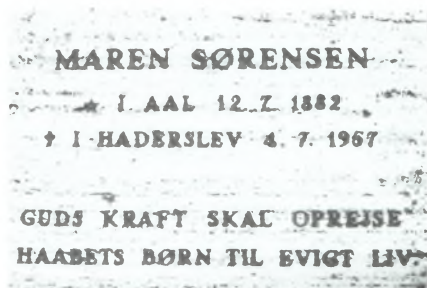 MAREN SØRENSEN
★ I AAL 12.7.1882
✝ I HADERSLEV 4.7.1967
GUDS KRAFT SKAL OPREJSE
HAABETS BØRN TIL EVIGT LIV